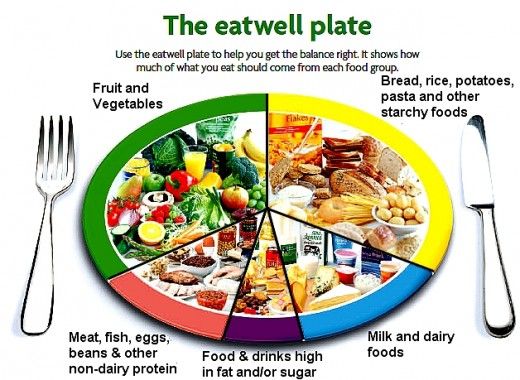 The eatwell plate
Use the eatwell plate to help you get the balance right. It shows how
much of what you eat should come from each food group.
Fruit and
Vegetables
Bread, rice, potatoes,
pasta and other
starchy foods
Flakes
Meat, fish, eggs,
beans & other
non-dairy protein
Food & drinks high
in fat and/or sugar
Milk and dairy
foods